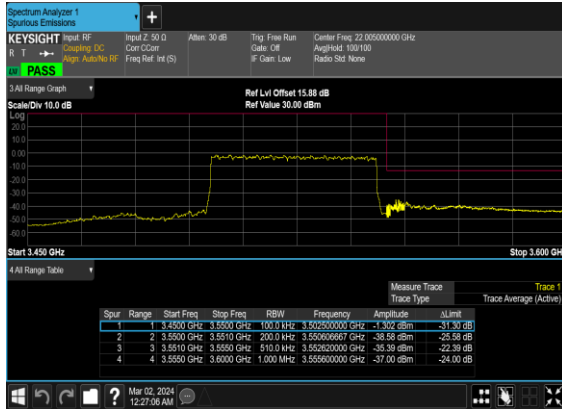 Spectrum Analyzer 1
Spurious Emissions
+
KEYSIGHT Input: RF Input Z: 50 Ω Atten: 30 dB Trig: Free Run Center Freq: 22.005000000 GHz
R T Coupling: DC Corr CCorr Gate: Off Avg|Hold: 100/100
Align: Auto/No RF Freq Ref: Int (S) IF Gain: Low Radio Std: None
PASS
3 All Range Graph Ref Lvl Offset 15.88 dB
Scale/Div 10.0 dB Ref Value 30.00 dBm
Log
20.0
10.0
0.00
-10.0
-20.0
-30.0
-40.0
-50.0
-60.0
Start 3.450 GHz Stop 3.600 GHz
4 All Range Table
Measure Trace Trace 1
Trace Type Trace Average (Active)
Spur Range Start Freq Stop Freq RBW Frequency Amplitude ΔLimit
1 1 3.4500 GHz 3.5500 GHz 100.0 kHz 3.502500000 GHz -1.302 dBm -31.30 dB
2 2 3.5500 GHz 3.5510 GHz 200.0 kHz 3.550606667 GHz -38.58 dBm -25.58 dB
3 3 3.5510 GHz 3.5550 GHz 510.0 kHz 3.552620000 GHz -35.39 dBm -22.39 dB
4 4 3.5550 GHz 3.6000 GHz 1.000 MHz 3.555600000 GHz -37.00 dBm -24.00 dB
? Mar 02, 2024
12:27:06 AM